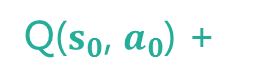 Q(s₀, a₀) +